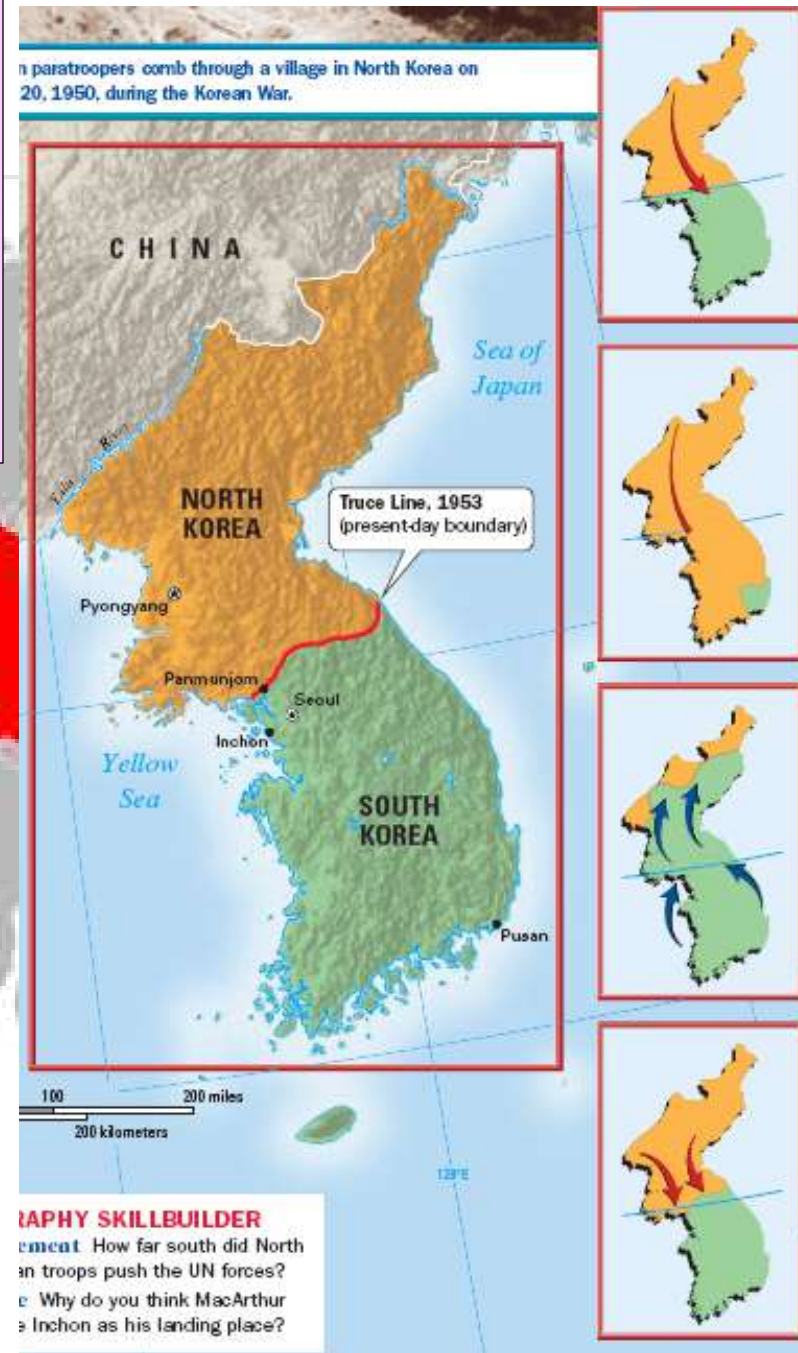 n paratroopers comb through a village in North Korea on
20, 1950, during the Korean War.
CHINA
Sea of
Japan
Yalu River
NORTH
KOREA
Truce Line, 1953
(present-day boundary)
Pyongyang
Panmunjom
Seoul
Inchon
Yellow
Sea
SOUTH
KOREA
Pusan
100 200 miles
200 kilometers
128°E
RAPHY SKILLBUILDER
ement How far south did North
an troops push the UN forces?
e Why do you think MacArthur
e Inchon as his landing place?